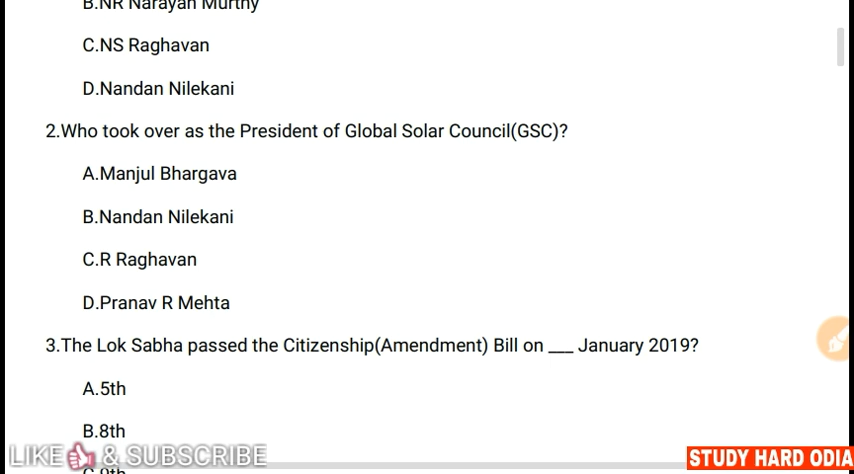 B.NR Narayan Murthy
C.NS Raghavan
D.Nandan Nilekani
2.Who took over as the President of Global Solar Council(GSC)?
A.Manjul Bhargava
B.Nandan Nilekani
C.R Raghavan
D.Pranav R Mehta
3.The Lok Sabha passed the Citizenship(Amendment) Bill on ___ January 2019?
A.5th
B.8th
LIKE & SUBSCRIBE
STUDY HARD ODIA